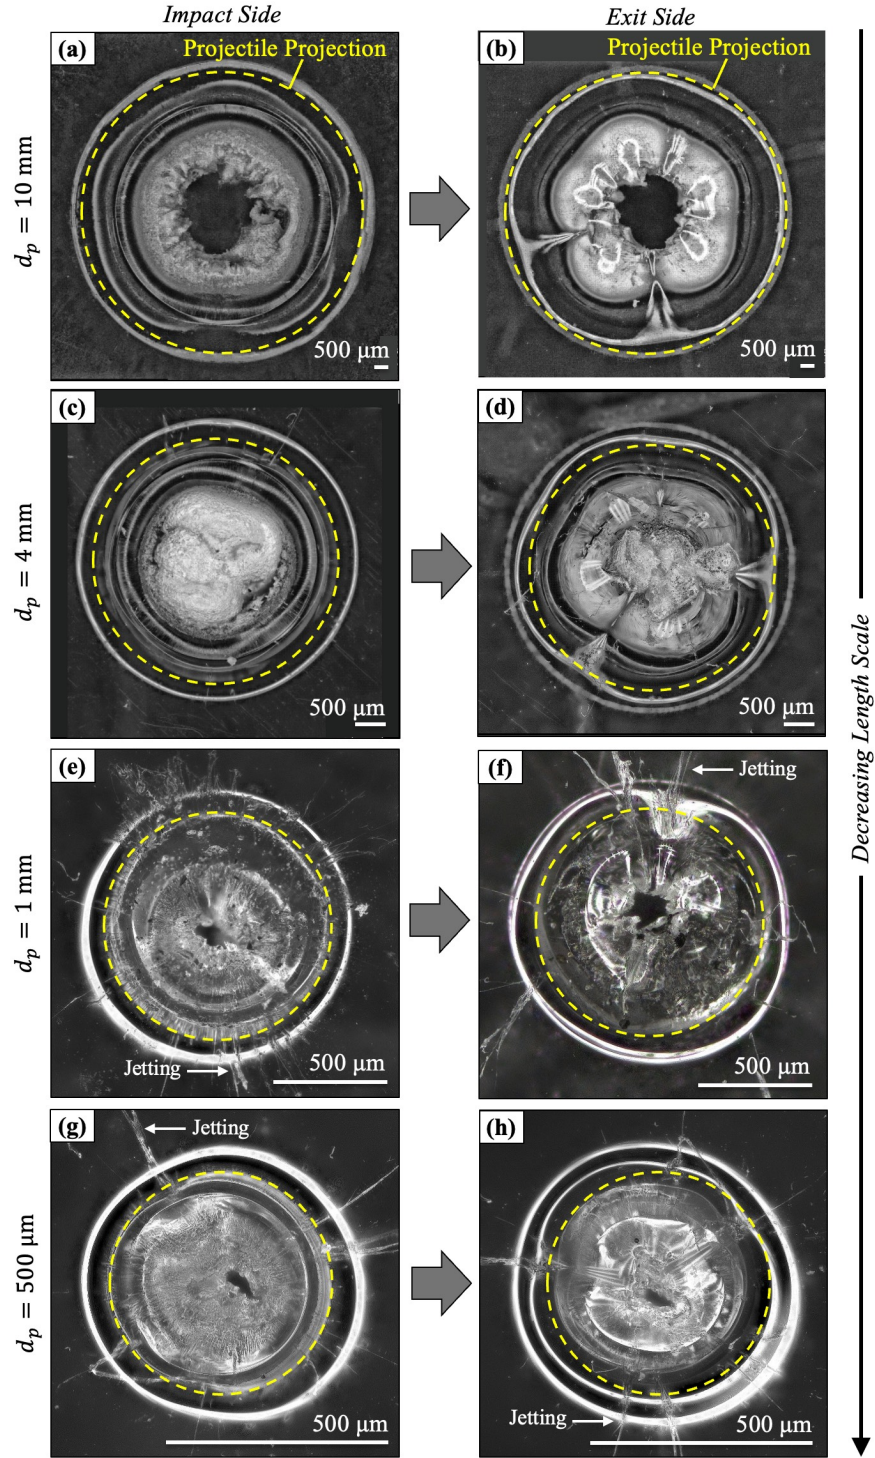 Impact Side
Exit Side
(a)
Projectile Projection
500 μm
(b)
Projectile Projection
500 μm
d_p = 10 mm
(c)
500 μm
(d)
500 μm
d_p = 4 mm
(e)
Jetting
500 μm
(f)
Jetting
500 μm
d_p = 1 mm
(g)
Jetting
500 μm
(h)
Jetting
500 μm
d_p = 500 μm
Decreasing Length Scale